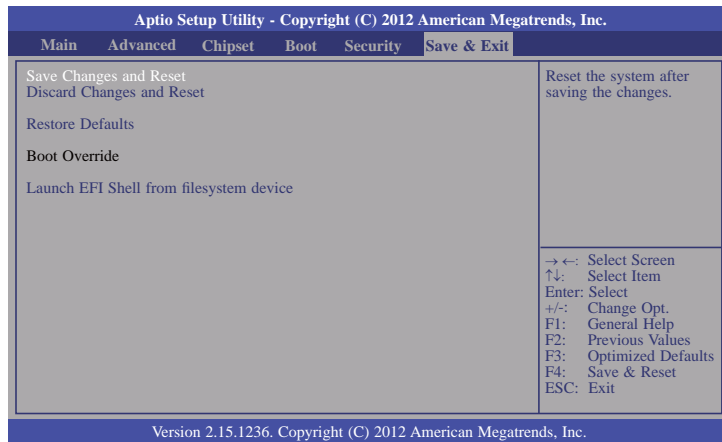 Aptio Setup Utility - Copyright (C) 2012 American Megatrends, Inc.
Main Advanced Chipset Boot Security Save & Exit
Save Changes and Reset
Discard Changes and Reset
Restore Defaults
Boot Override
Launch EFI Shell from filesystem device
Reset the system after
saving the changes.
→ ←: Select Screen
↑↓: Select Item
Enter: Select
+/-: Change Opt.
F1: General Help
F2: Previous Values
F3: Optimized Defaults
F4: Save & Reset
ESC: Exit
Version 2.15.1236. Copyright (C) 2012 American Megatrends, Inc.